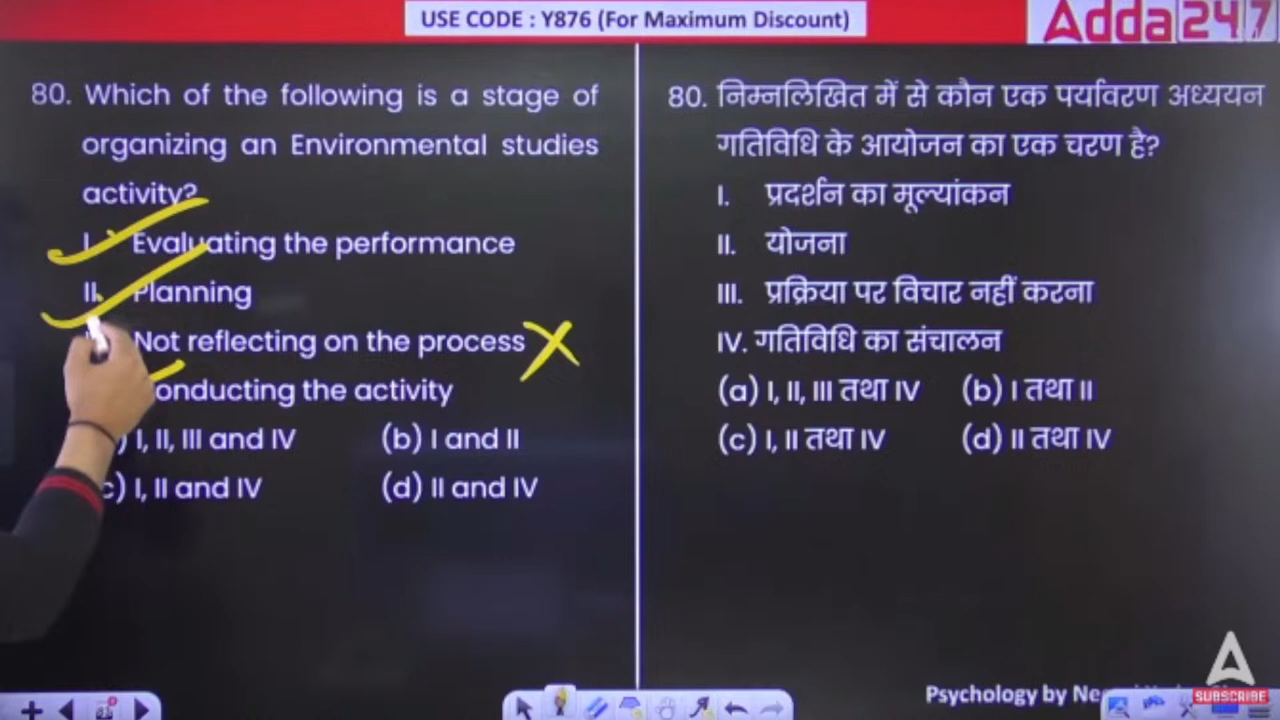 USE CODE : Y876 (For Maximum Discount)
Adda 247
80. Which of the following is a stage of
organizing an Environmental studies
activity?
I. Evaluating the performance
II. Planning
Not reflecting on the process
onducting the activity
) I, II, III and IV (b) I and II
c) I, II and IV (d) II and IV
80. निम्नलिखित में से कौन एक पर्यावरण अध्ययन
गतिविधि के आयोजन का एक चरण है?
I. प्रदर्शन का मूल्यांकन
II. योजना
III. प्रक्रिया पर विचार नहीं करना
IV. गतिविधि का संचालन
(a) I, II, III तथा IV (b) I तथा II
(c) I, II तथा IV (d) II तथा IV
Psychology by
SUBSCRIBE